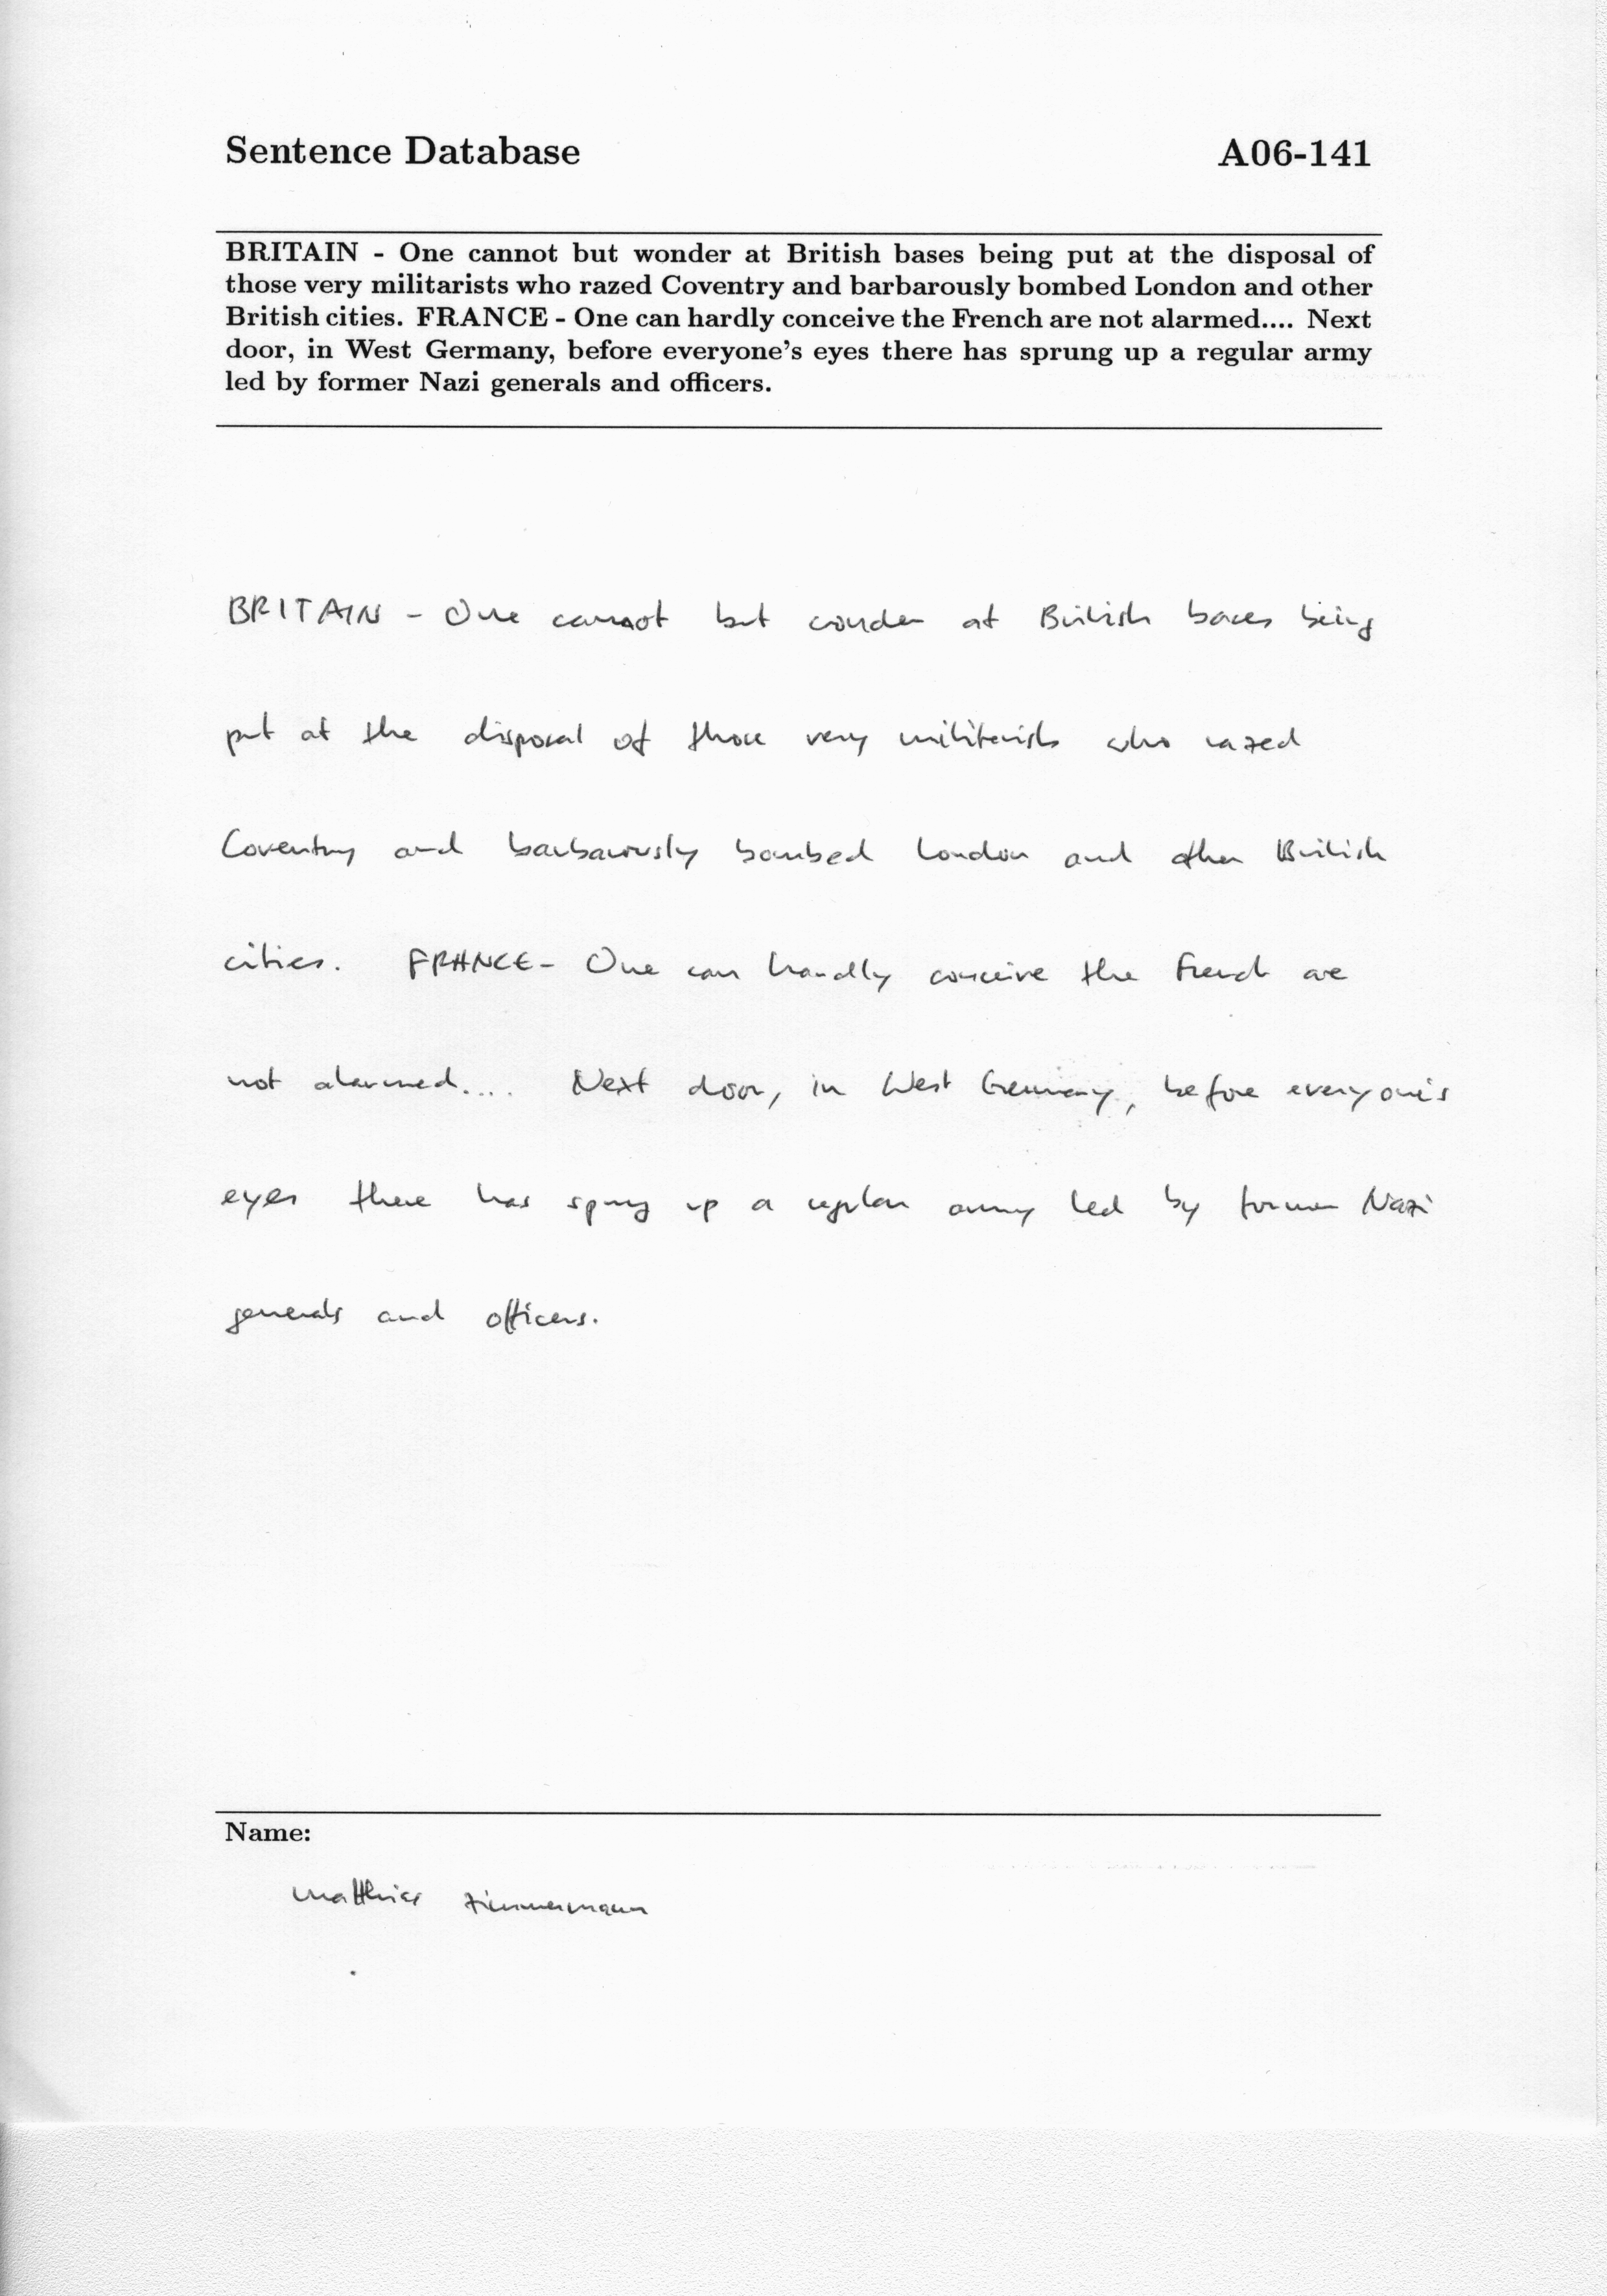 Sentence Database A06-141
BRITAIN - One cannot but wonder at British bases being put at the disposal of
those very militarists who razed Coventry and barbarously bombed London and other
British cities. FRANCE - One can hardly conceive the French are not alarmed.... Next
door, in West Germany, before everyone's eyes there has sprung up a regular army
led by former Nazi generals and officers.
BRITAIN - One cannot but wonder at British bases being
put at the disposal of those very militarists who razed
Coventry and barbarously bombed London and other British
cities. FRANCE - One can hardly conceive the French are
not alarmed.... Next door, in West Germany, before everyone's
eyes there has sprung up a regular army led by former Nazi
generals and officers.
Name:
Matthias Zimmermann